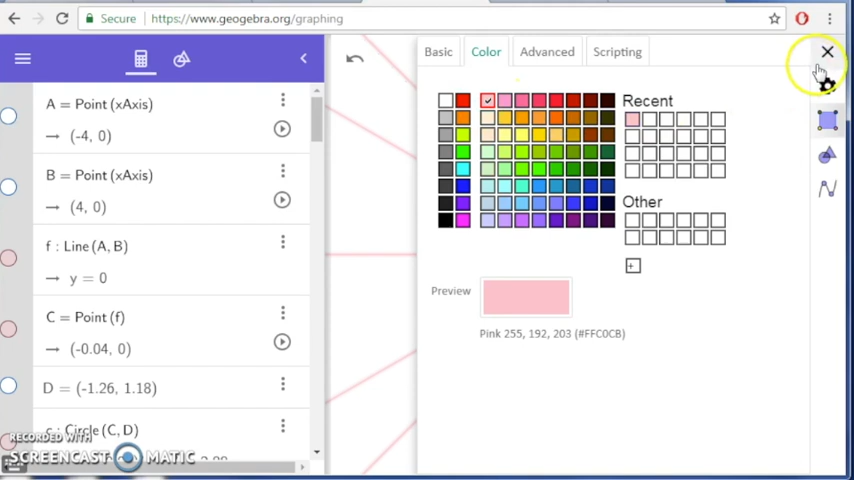 Secure https://www.geogebra.org/graphing
Basic Color Advanced Scripting
A = Point (xAxis)
→ (-4, 0)
B = Point (xAxis)
→ (4, 0)
f : Line (A, B)
→ y = 0
C = Point (f)
→ (-0.04, 0)
D = (-1.26, 1.18)
c: Circle (C, D)
Recent
Other
+
Preview
Pink 255, 192, 203 (#FFC0CB)
RECORDED WITH
SCREENCAST MATIC